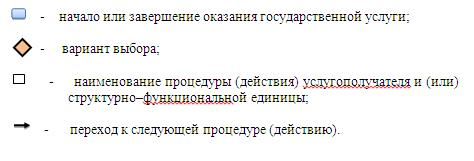 - начало или завершение оказания государственной услуги;
- вариант выбора;
- наименование процедуры (действия) услугополучателя и (или)
структурно–функциональной единицы;
- переход к следующей процедуре (действию).